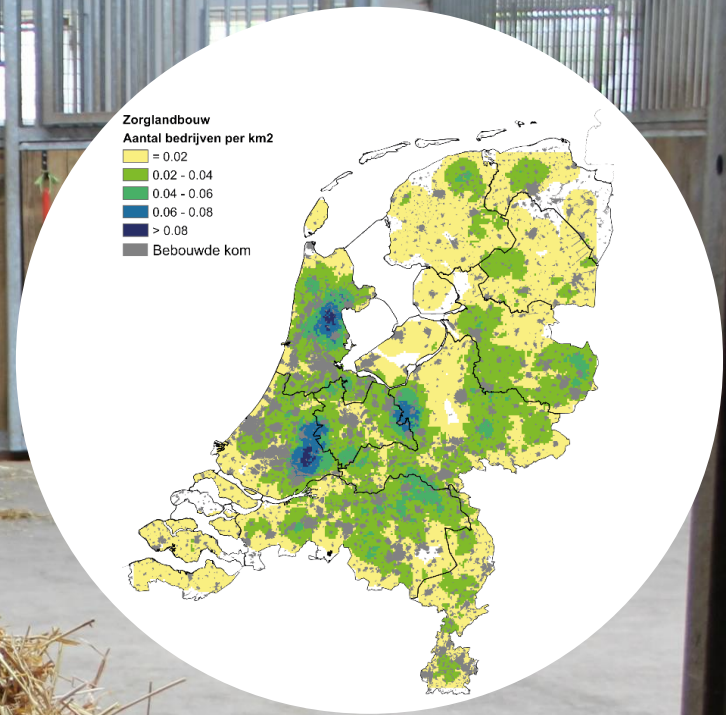 Zorglandbouw
Aantal bedrijven per km2
= 0.02
0.02 - 0.04
0.04 - 0.06
0.06 - 0.08
> 0.08
Bebouwde kom